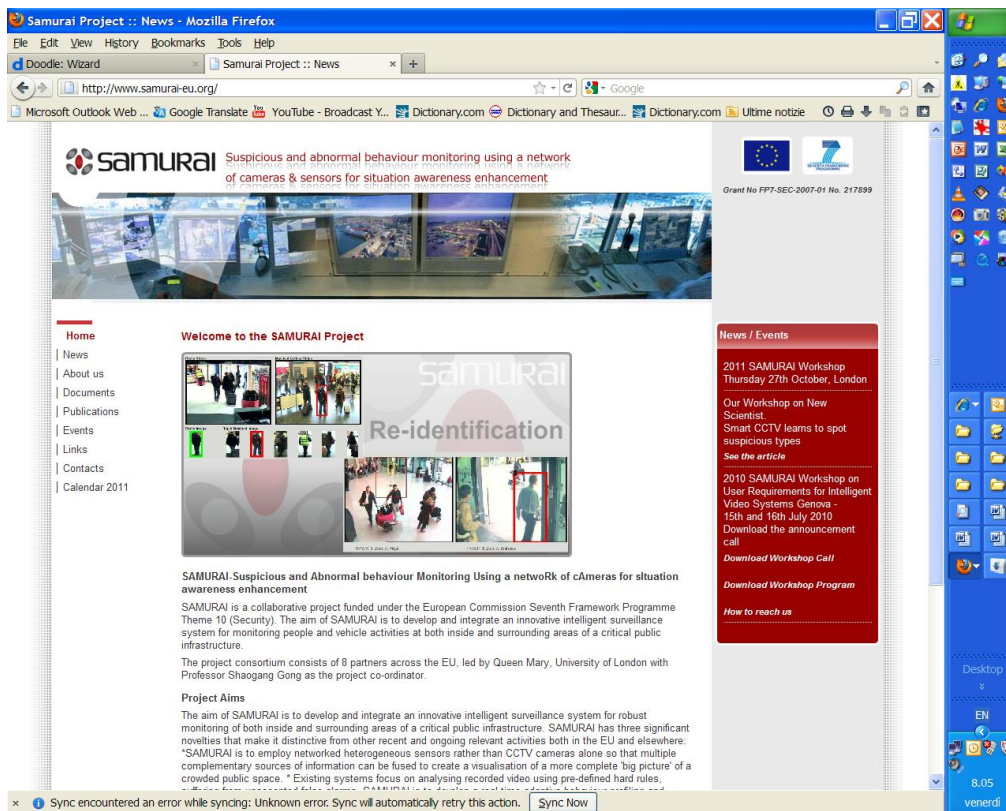 Samurai Project :: News - Mozilla Firefox
File Edit View History Bookmarks Tools Help
Doodle: Wizard
Samurai Project :: News
http://www.samurai-eu.org/
Google
Microsoft Outlook Web ...
Google Translate
YouTube - Broadcast Y...
Dictionary.com
Dictionary and Thesaur...
Dictionary.com
Ultime notizie
samurai
Suspicious and abnormal behaviour monitoring using a network
of cameras & sensors for situation awareness enhancement
SEVENTH FRAMEWORK
PROGRAMME
Grant No FP7-SEC-2007-01 No. 217899
Home
News
About us
Documents
Publications
Events
Links
Contacts
Calendar 2011
Welcome to the SAMURAI Project
samurai
Re-identification
SAMURAI-Suspicious and Abnormal behaviour Monitoring Using a netwoRk of cAmeras for sItuation
awareness enhancement
SAMURAI is a collaborative project funded under the European Commission Seventh Framework Programme
Theme 10 (Security). The aim of SAMURAI is to develop and integrate an innovative intelligent surveillance
system for monitoring people and vehicle activities at both inside and surrounding areas of a critical public
infrastructure.
The project consortium consists of 8 partners across the EU, led by Queen Mary, University of London with
Professor Shaogang Gong as the project co-ordinator.
Project Aims
The aim of SAMURAI is to develop and integrate an innovative intelligent surveillance system for robust
monitoring of both inside and surrounding areas of a critical public infrastructure. SAMURAI has three significant
novelties that make it distinctive from other recent and ongoing relevant activities both in the EU and elsewhere:
*SAMURAI is to employ networked heterogeneous sensors rather than CCTV cameras alone so that multiple
complementary sources of information can be fused to create a visualisation of a more complete 'big picture' of a
crowded public space. * Existing systems focus on analysing recorded video using pre-defined hard rules,
News / Events
2011 SAMURAI Workshop
Thursday 27th October, London
Our Workshop on New
Scientist.
Smart CCTV learns to spot
suspicious types
See the article
2010 SAMURAI Workshop on
User Requirements for Intelligent
Video Systems Genova -
15th and 16th July 2010
Download the announcement
call
Download Workshop Call
Download Workshop Program
How to reach us
Sync encountered an error while syncing: Unknown error. Sync will automatically retry this action.
Sync Now
Desktop
EN
8.05
venerdì